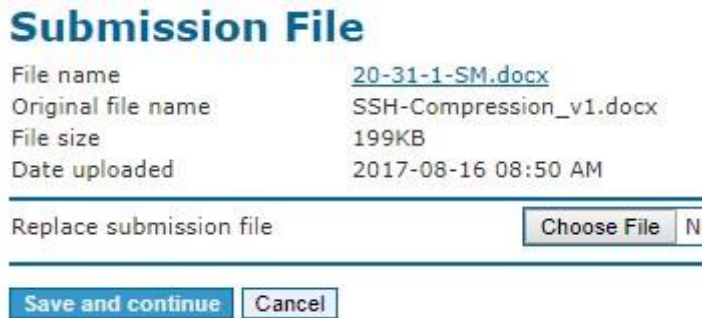 Submission File
File name 20-31-1-SM.docx
Original file name SSH-Compression_v1.docx
File size 199KB
Date uploaded 2017-08-16 08:50 AM
Replace submission file Choose File N
Save and continue Cancel